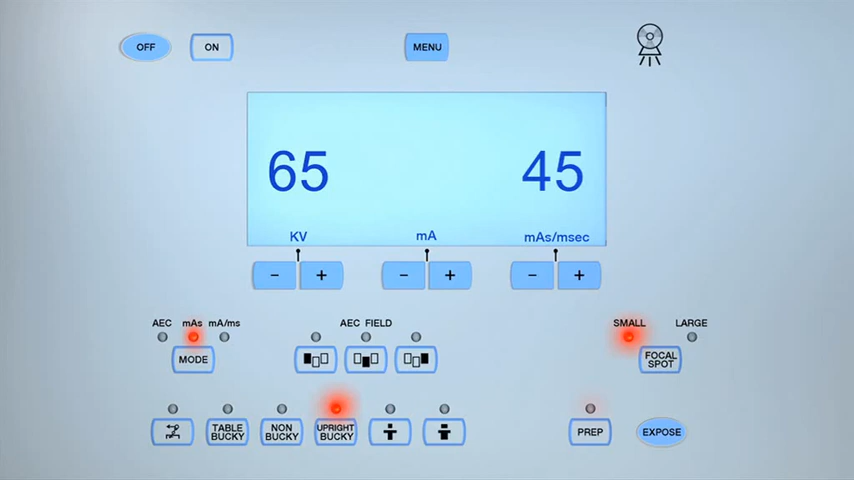 OFF
ON
MENU
65
45
KV
mA
mAs/msec
-
+
-
+
-
+
AEC
mAs
mA/ms
AEC FIELD
SMALL
LARGE
MODE
FOCAL
SPOT
TABLE
BUCKY
NON
BUCKY
UPRIGHT
BUCKY
PREP
EXPOSE